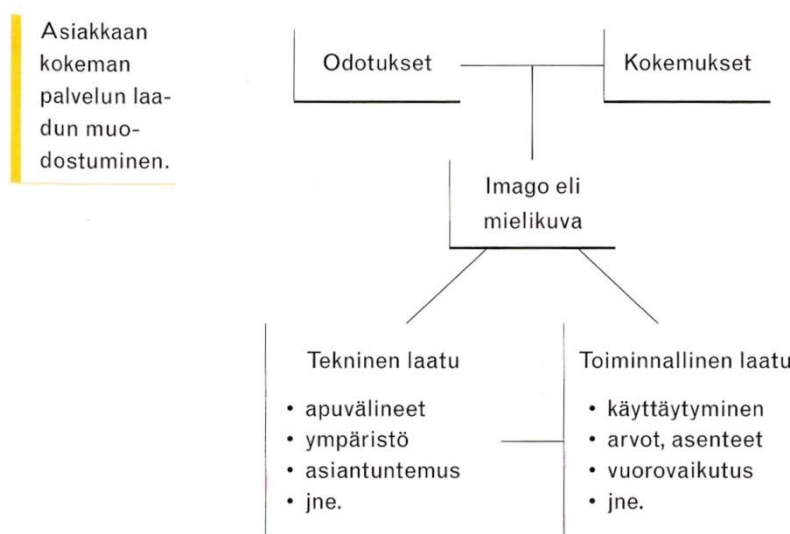 Asiakkaan
kokeman
palvelun laa-
dun muo-
dostuminen.
Odotukset
Kokemukset
Imago eli
mielikuva
Tekninen laatu
• apuvälineet
• ympäristö
• asiantuntemus
• jne.
Toiminnallinen laatu
• käyttäytyminen
• arvot, asenteet
• vuorovaikutus
• jne.